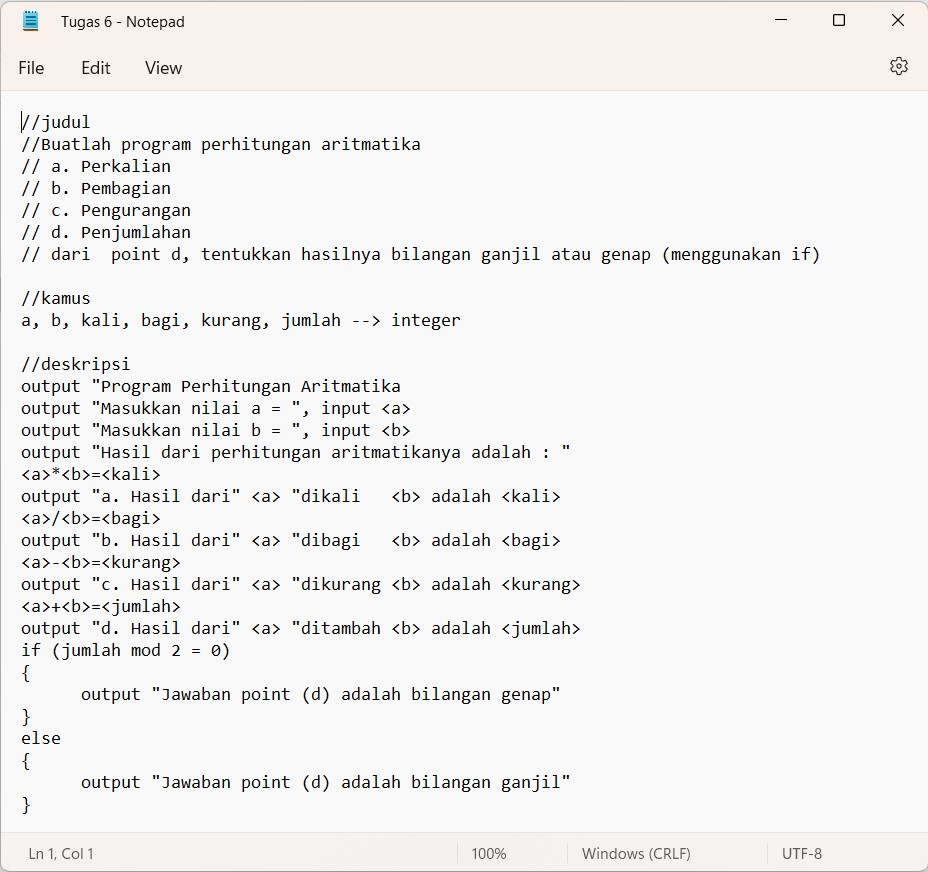 Tugas 6 - Notepad
File Edit View
//judul
//Buatlah program perhitungan aritmatika
// a. Perkalian
// b. Pembagian
// c. Pengurangan
// d. Penjumlahan
// dari  point d, tentukkan hasilnya bilangan ganjil atau genap (menggunakan if)

//kamus
a, b, kali, bagi, kurang, jumlah --> integer

//deskripsi
output "Program Perhitungan Aritmatika
output "Masukkan nilai a = ", input <a>
output "Masukkan nilai b = ", input <b>
output "Hasil dari perhitungan aritmatikanya adalah : "
<a>*<b>=<kali>
output "a. Hasil dari" <a> "dikali   <b> adalah <kali>
<a>/<b>=<bagi>
output "b. Hasil dari" <a> "dibagi   <b> adalah <bagi>
<a>-<b>=<kurang>
output "c. Hasil dari" <a> "dikurang <b> adalah <kurang>
<a>+<b>=<jumlah>
output "d. Hasil dari" <a> "ditambah <b> adalah <jumlah>
if (jumlah mod 2 = 0)
{
      output "Jawaban point (d) adalah bilangan genap"
}
else
{
      output "Jawaban point (d) adalah bilangan ganjil"
}
Ln 1, Col 1 100% Windows (CRLF) UTF-8